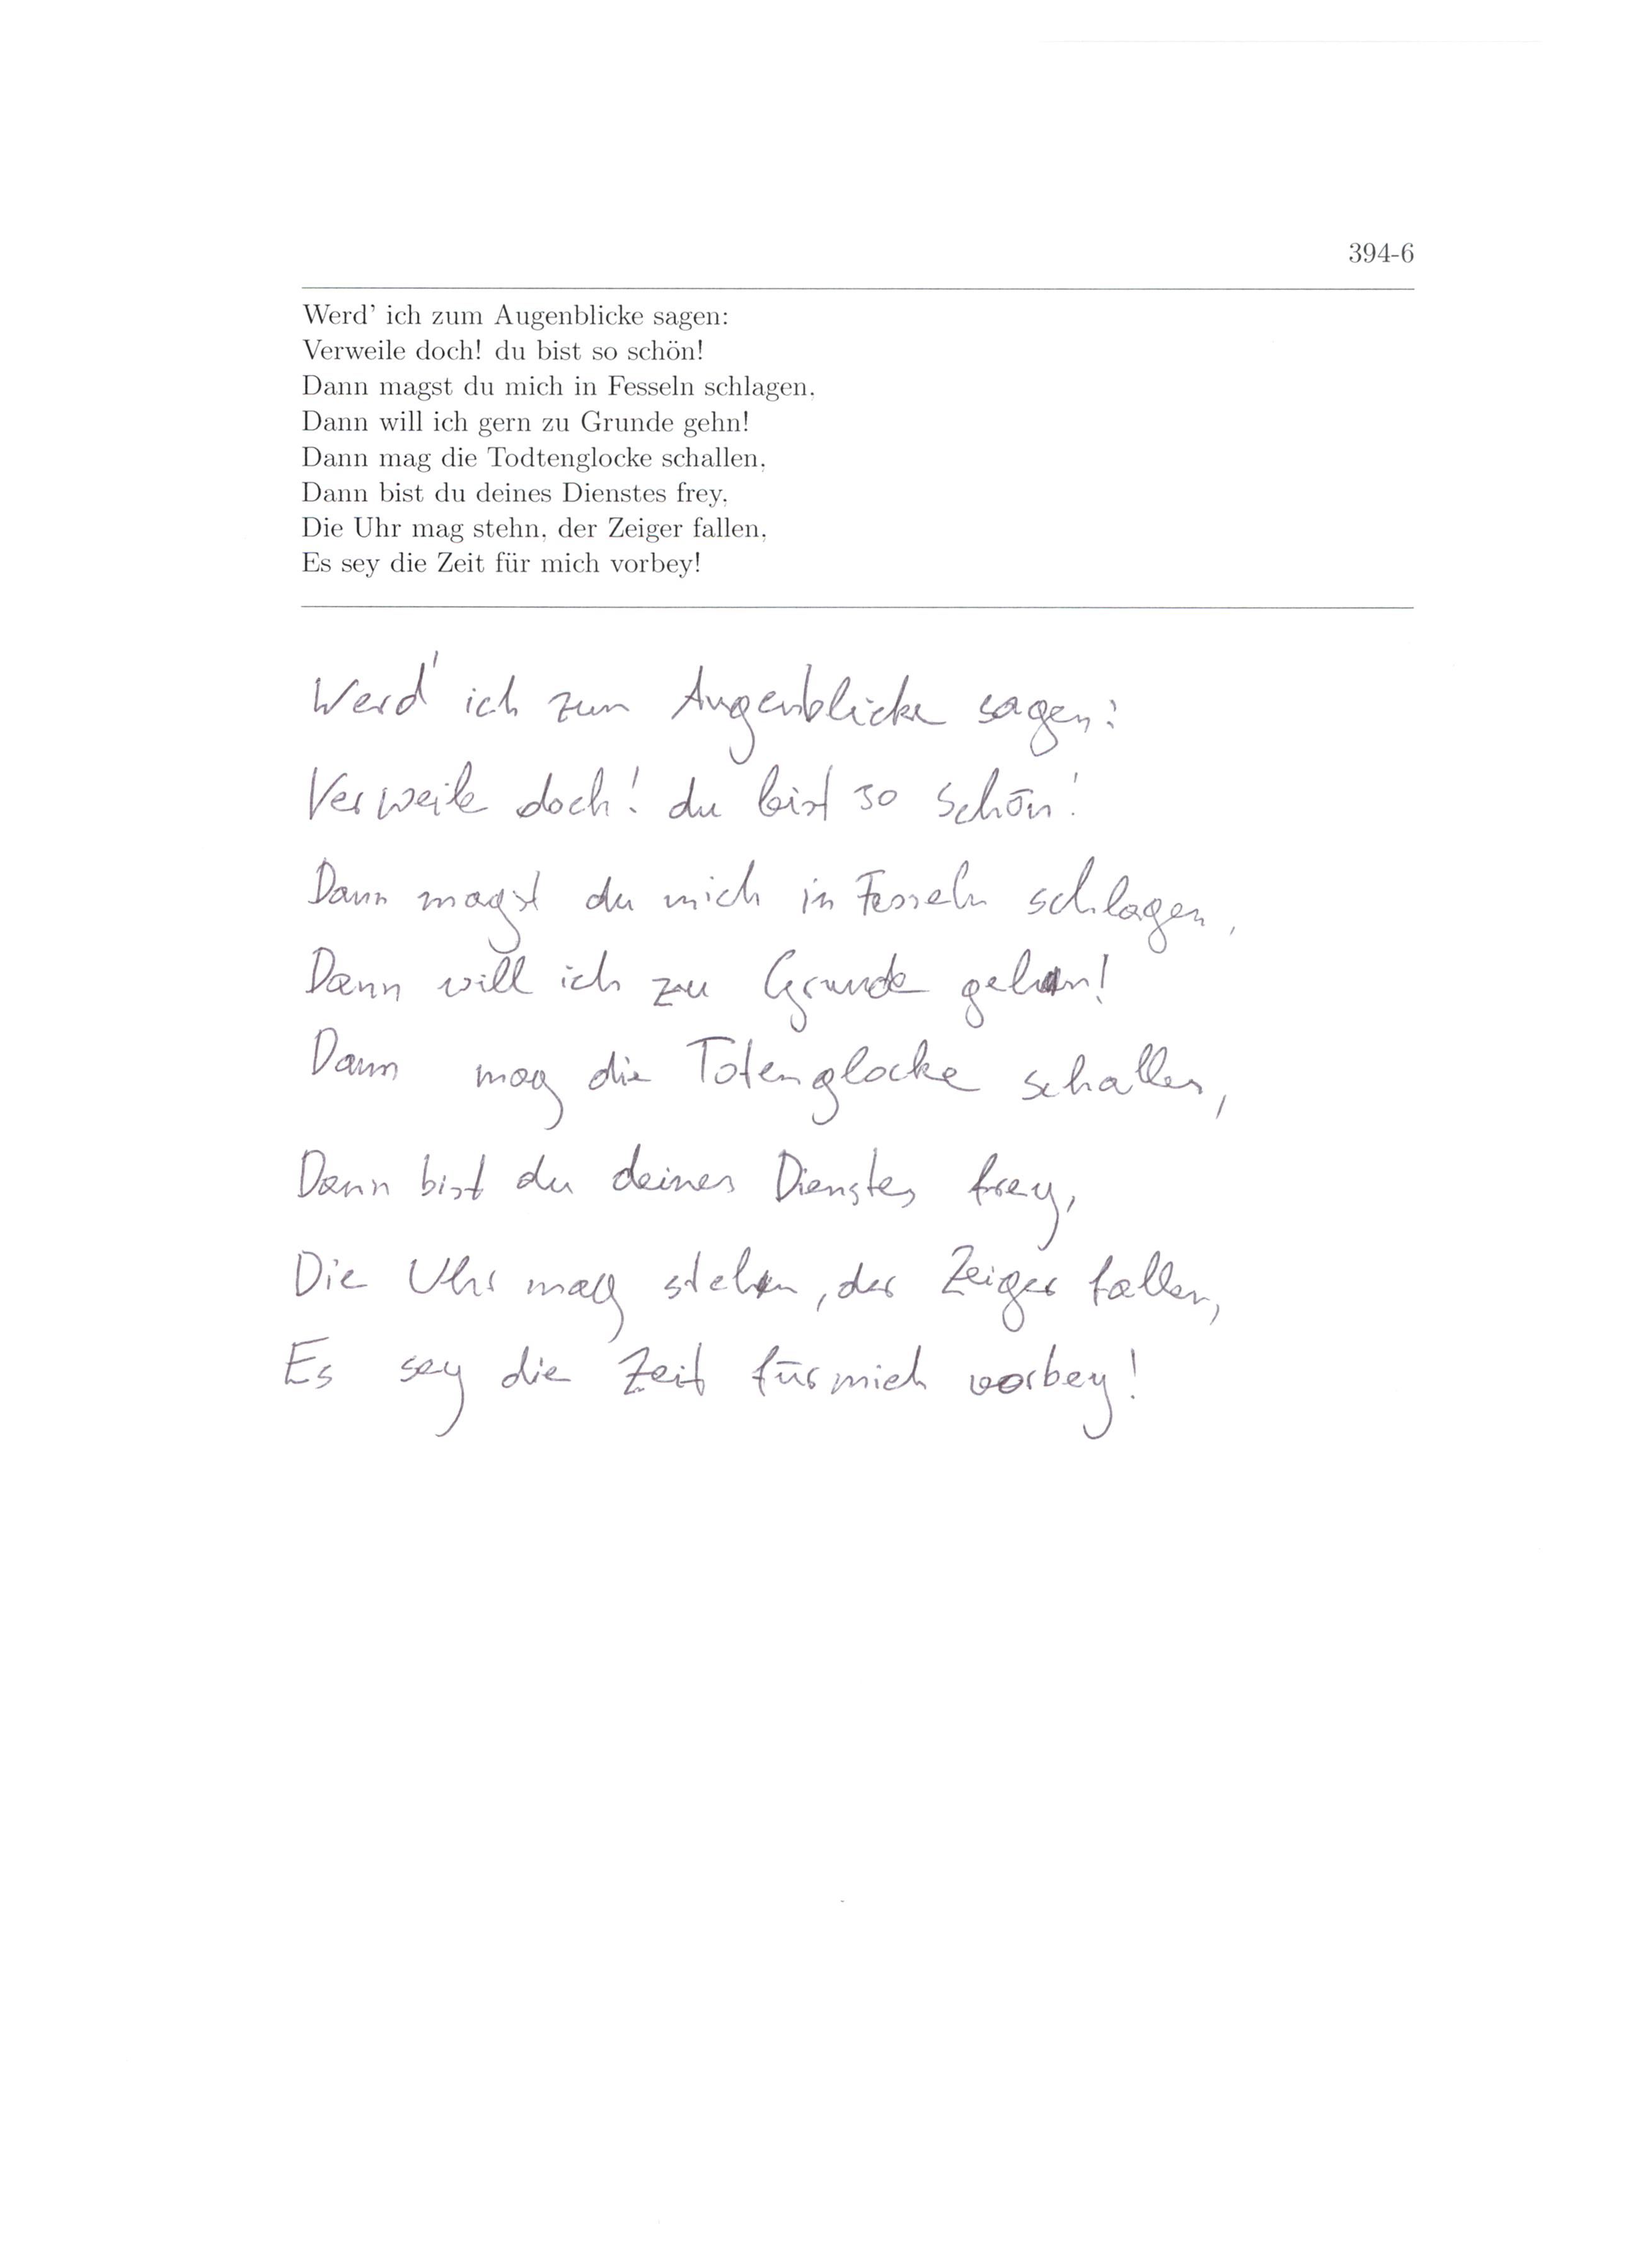 394-6
Werd' ich zum Augenblicke sagen:
Verweile doch! du bist so schön!
Dann magst du mich in Fesseln schlagen,
Dann will ich gern zu Grunde gehn!
Dann mag die Todtenglocke schallen,
Dann bist du deines Dienstes frey,
Die Uhr mag stehn, der Zeiger fallen,
Es sey die Zeit für mich vorbey!
Werd' ich zum Augenblicke sagen:
Verweile doch! du bist so schön!
Dann magst du mich in Fesseln schlagen,
Dann will ich zu Grunde gehn!
Dann mag die Totenglocke schallen,
Dann bist du deines Dienstes frey,
Die Uhr mag stehn, der Zeiger fallen,
Es sey die Zeit für mich vorbey!